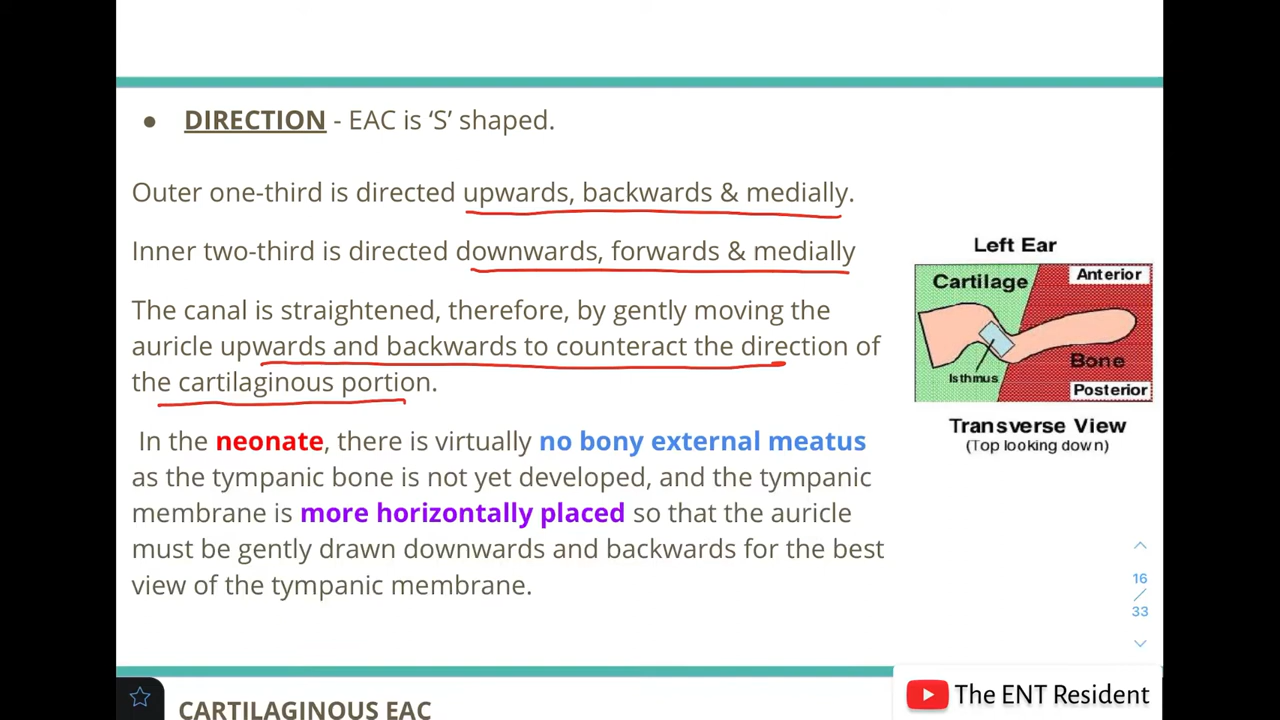 ● DIRECTION - EAC is ‘S’ shaped.
Outer one-third is directed upwards, backwards & medially.
Inner two-third is directed downwards, forwards & medially
The canal is straightened, therefore, by gently moving the
auricle upwards and backwards to counteract the direction of
the cartilaginous portion.
In the neonate, there is virtually no bony external meatus
as the tympanic bone is not yet developed, and the tympanic
membrane is more horizontally placed so that the auricle
must be gently drawn downwards and backwards for the best
view of the tympanic membrane.
Left Ear
Anterior
Cartilage
Bone
Isthmus
Posterior
Transverse View
(Top looking down)
16
/
33
The ENT Resident
CARTILAGINOUS EAC